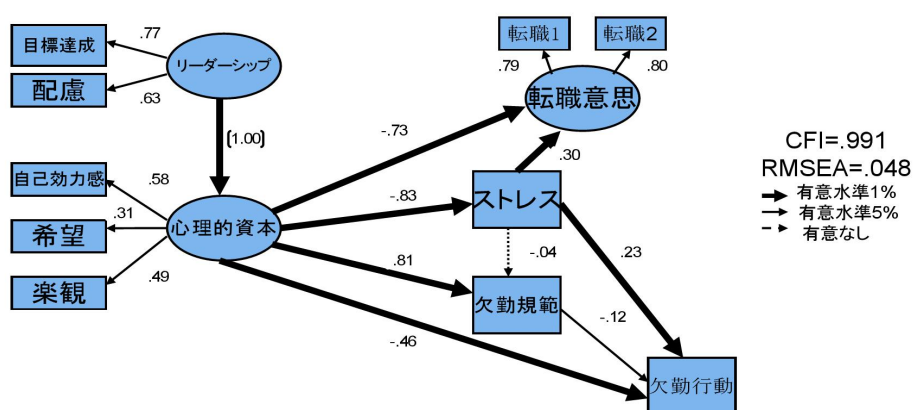 目標達成
.77
リーダーシップ
配慮
.63
(1.00)
転職1
転職2
.79
.80
転職意思
-.73
.30
CFI=.991
RMSEA=.048
有意水準1%
有意水準5%
有意なし
自己効力感
.58
希望
.31
楽観
.49
心理的資本
-.83
ストレス
-.04
.81
欠勤規範
.23
-.12
-.46
欠勤行動